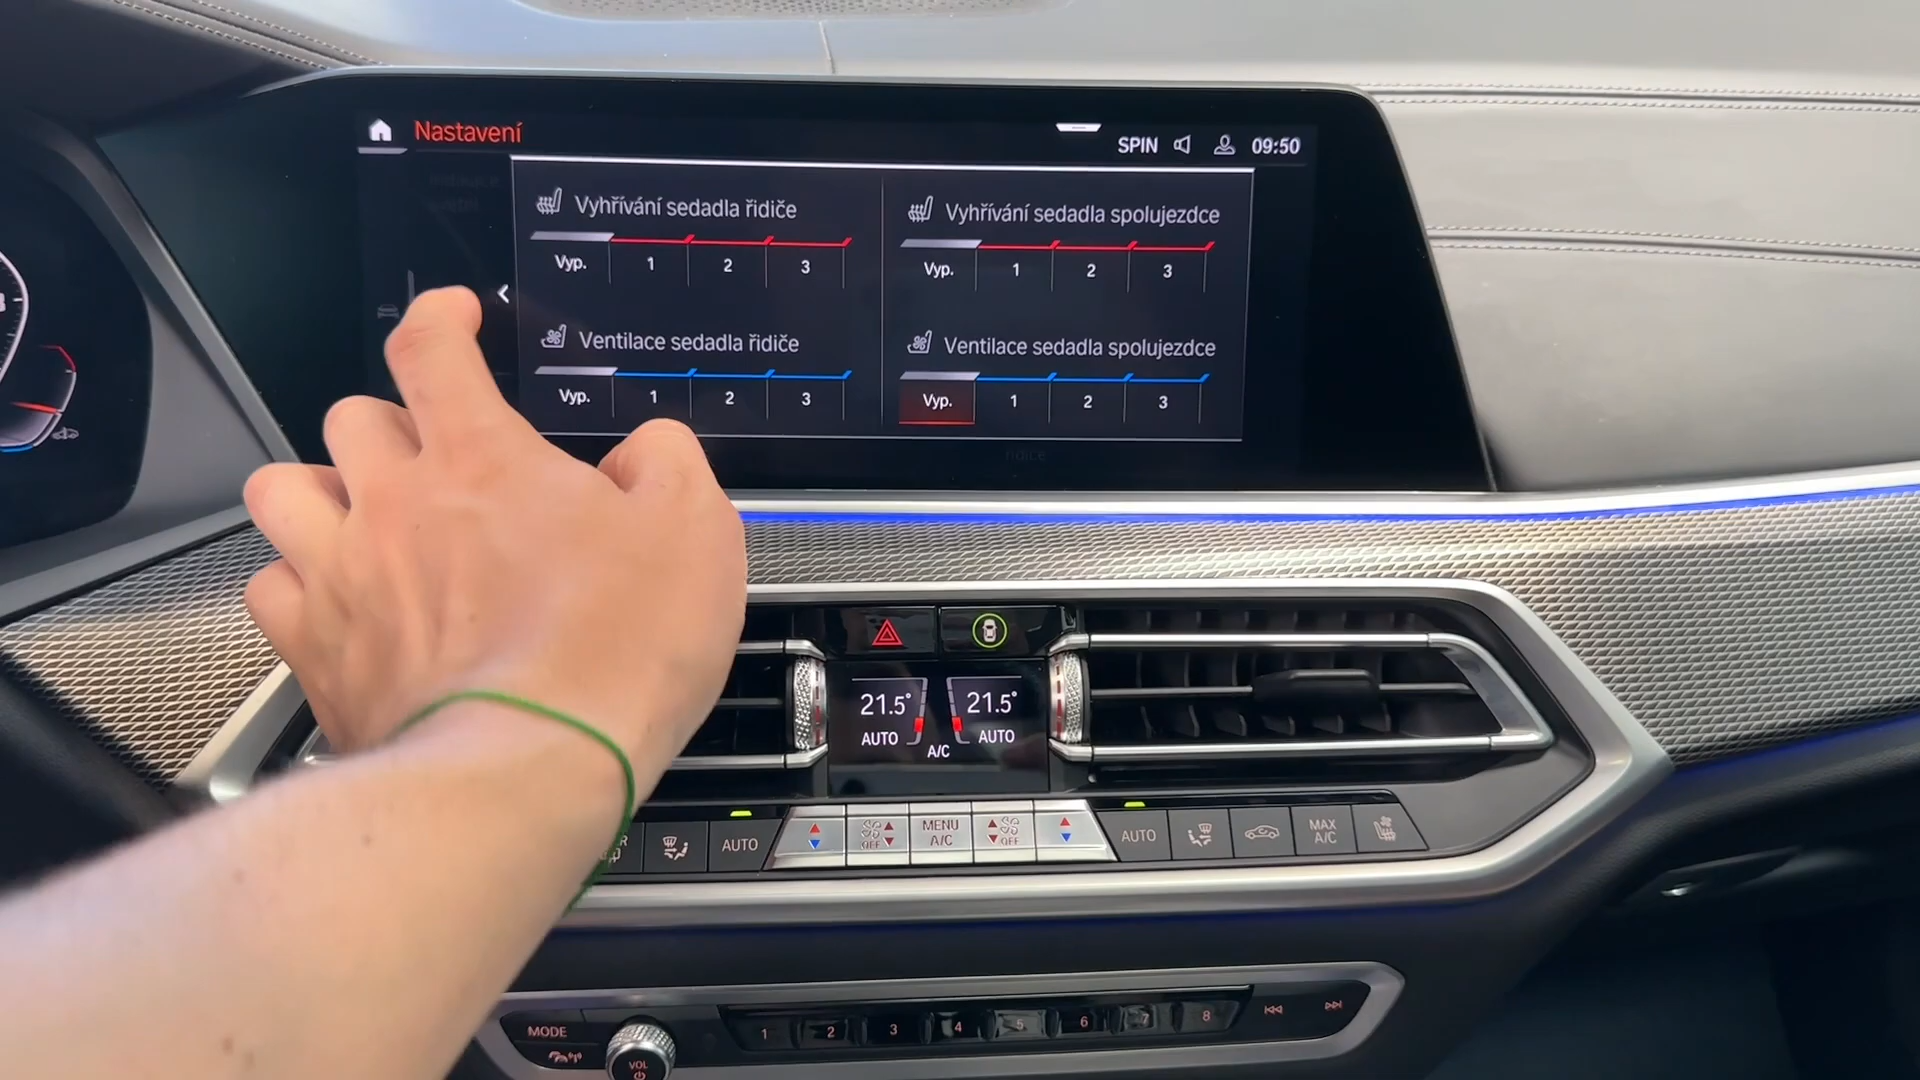 Nastavení
SPIN 09:50
Vyhřívání sedadla řidiče
Vyp. 1 2 3
Vyhřívání sedadla spolujezdce
Vyp. 1 2 3
Ventilace sedadla řidiče
Vyp. 1 2 3
Ventilace sedadla spolujezdce
Vyp. 1 2 3
řidiče
21.5° 21.5°
AUTO A/C AUTO
AUTO OFF MENU A/C OFF AUTO MAX A/C
MODE
VOL
1 2 3 4 5 6 7 8